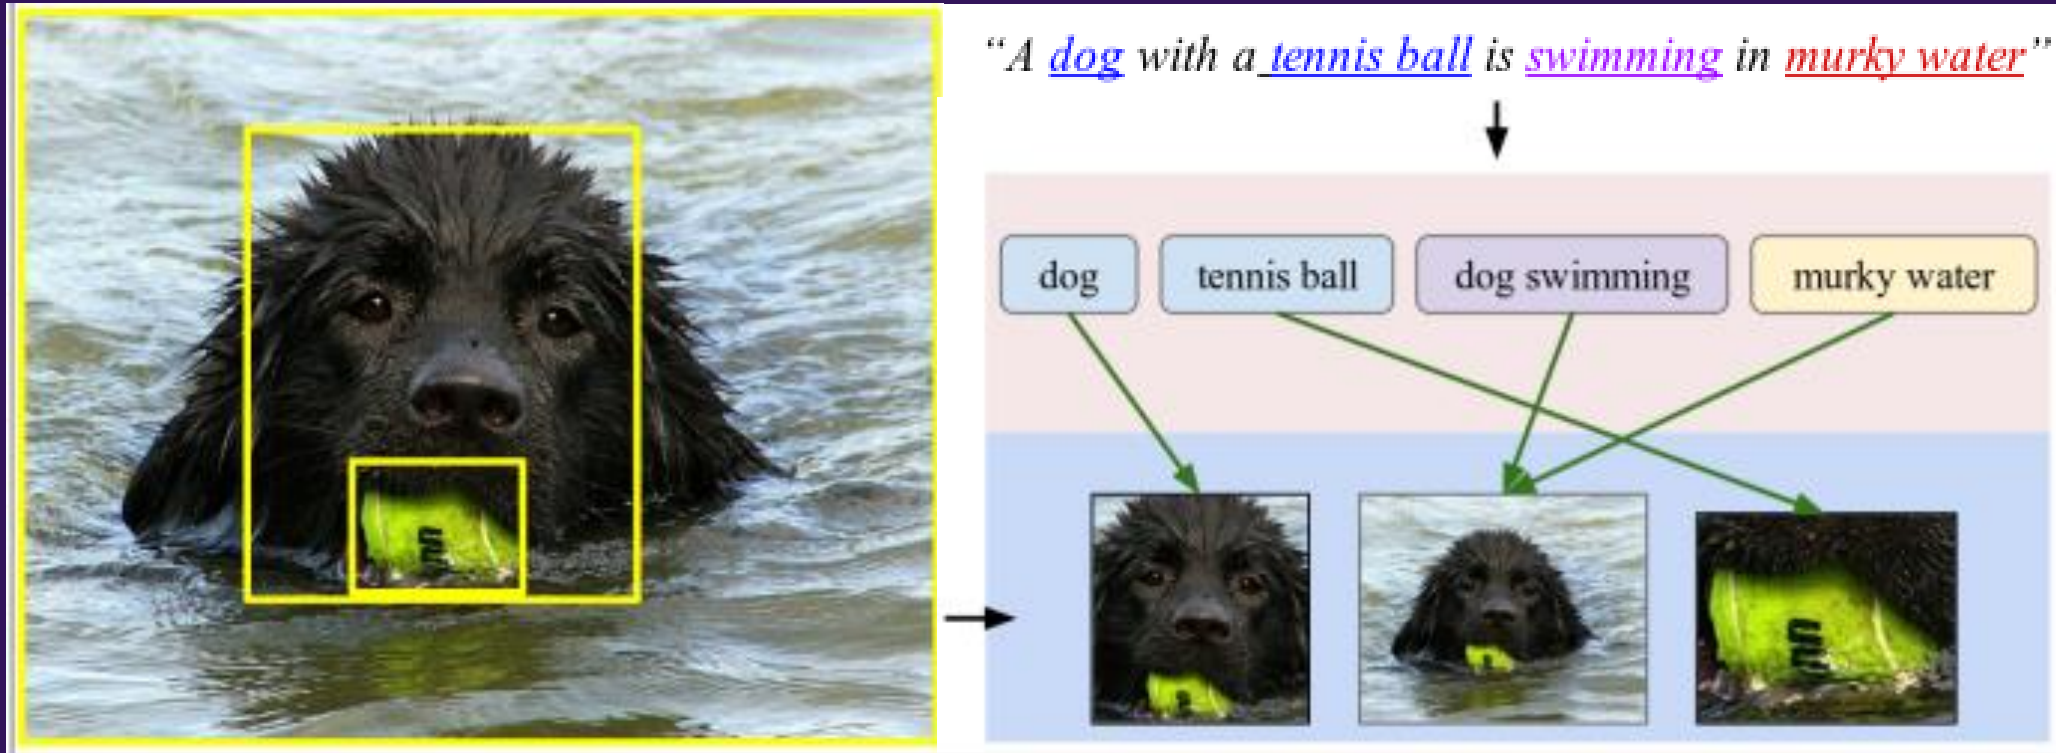 “A dog with a tennis ball is swimming in murky water”
dog
tennis ball
dog swimming
murky water